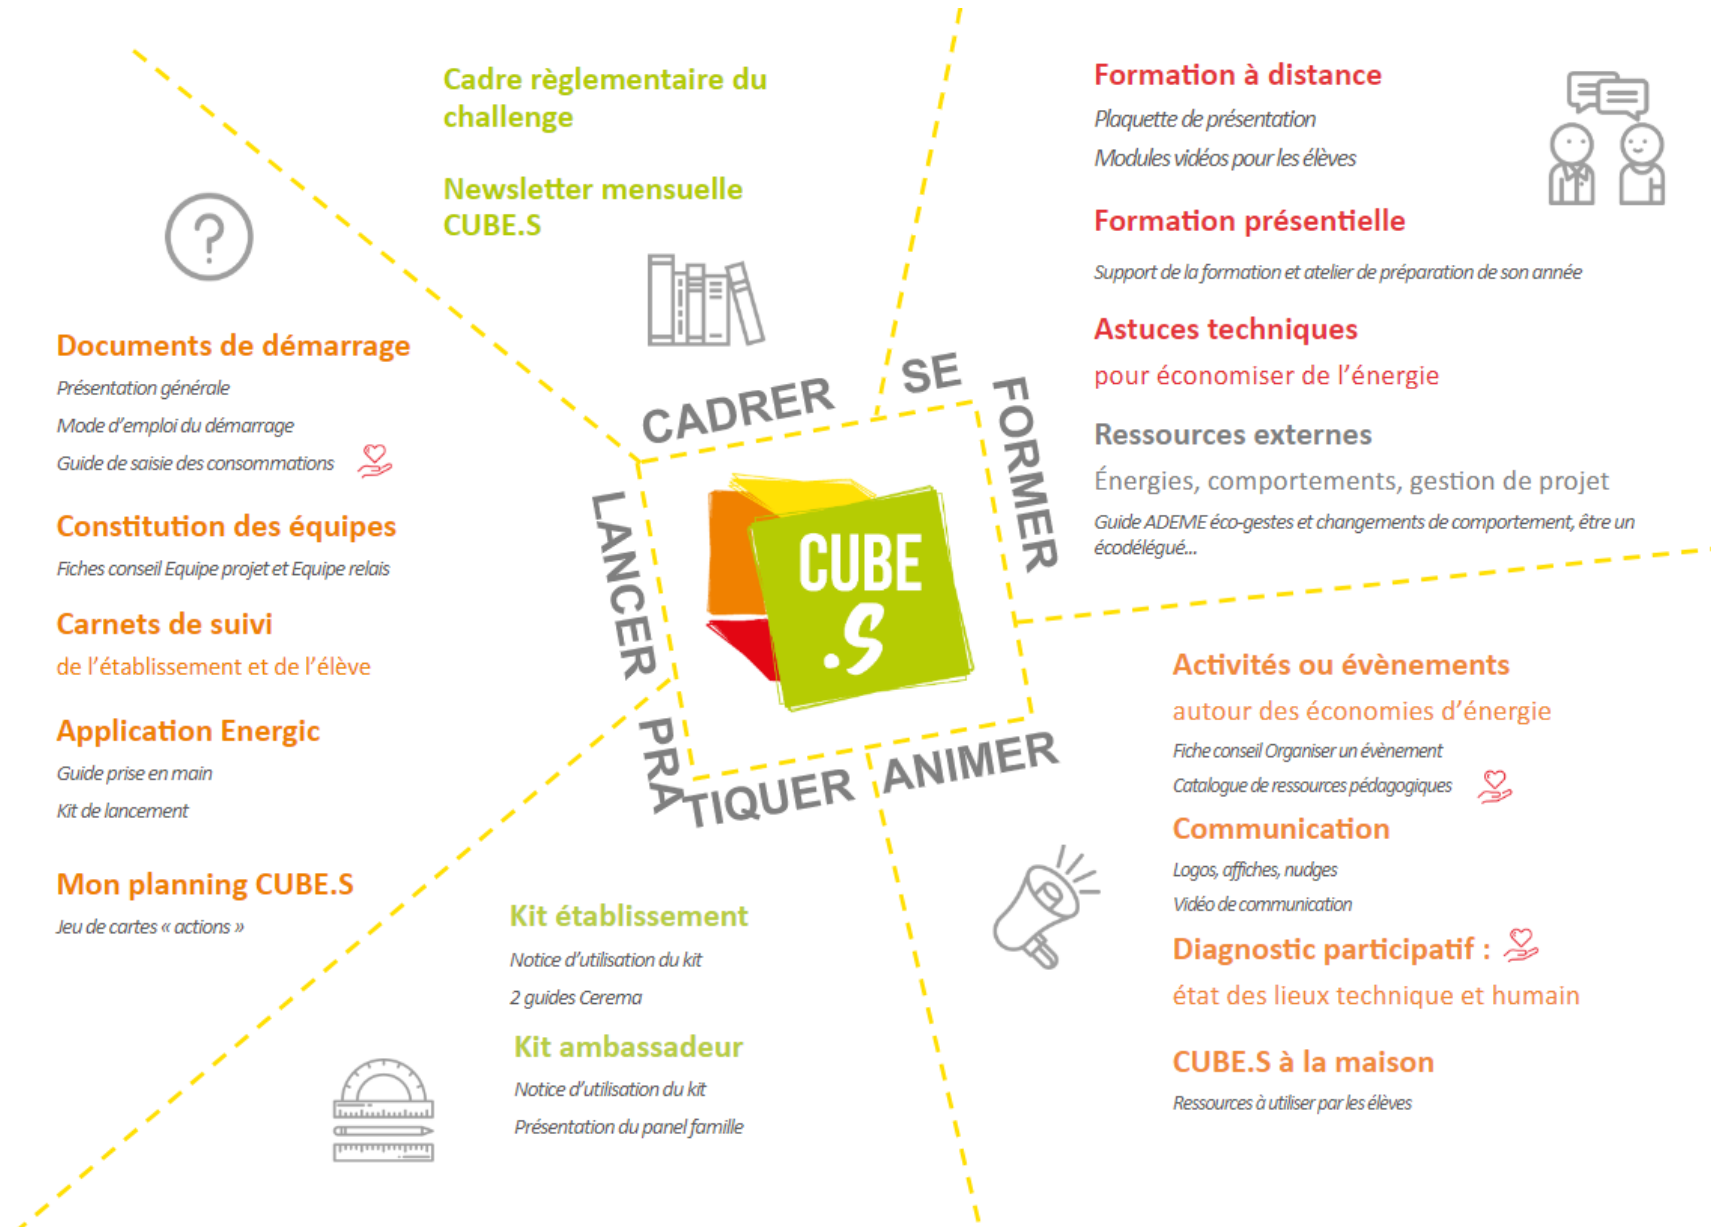 Cadre règlementaire du
challenge
Newsletter mensuelle
CUBE.S
Formation à distance
Plaquette de présentation
Modules vidéos pour les élèves
Formation présentielle
Support de la formation et atelier de préparation de son année
Astuces techniques
pour économiser de l'énergie
Ressources externes
Énergies, comportements, gestion de projet
Guide ADEME éco-gestes et changements de comportement, être un
écodélégué...
?
Documents de démarrage
Présentation générale
Mode d'emploi du démarrage
Guide de saisie des consommations
Constitution des équipes
Fiches conseil Equipe projet et Equipe relais
Carnets de suivi
de l'établissement et de l'élève
Application Energic
Guide prise en main
Kit de lancement
Mon planning CUBE.S
Jeu de cartes « actions »
CADRER
SE
FORMER
LANCER
PRA
TIQUER
ANIMER
CUBE
.S
Activités ou évènements
autour des économies d'énergie
Fiche conseil Organiser un évènement
Catalogue de ressources pédagogiques
Communication
Logos, affiches, nudges
Vidéo de communication
Diagnostic participatif :
état des lieux technique et humain
CUBE.S à la maison
Ressources à utiliser par les élèves
Kit établissement
Notice d'utilisation du kit
2 guides Cerema
Kit ambassadeur
Notice d'utilisation du kit
Présentation du panel famille